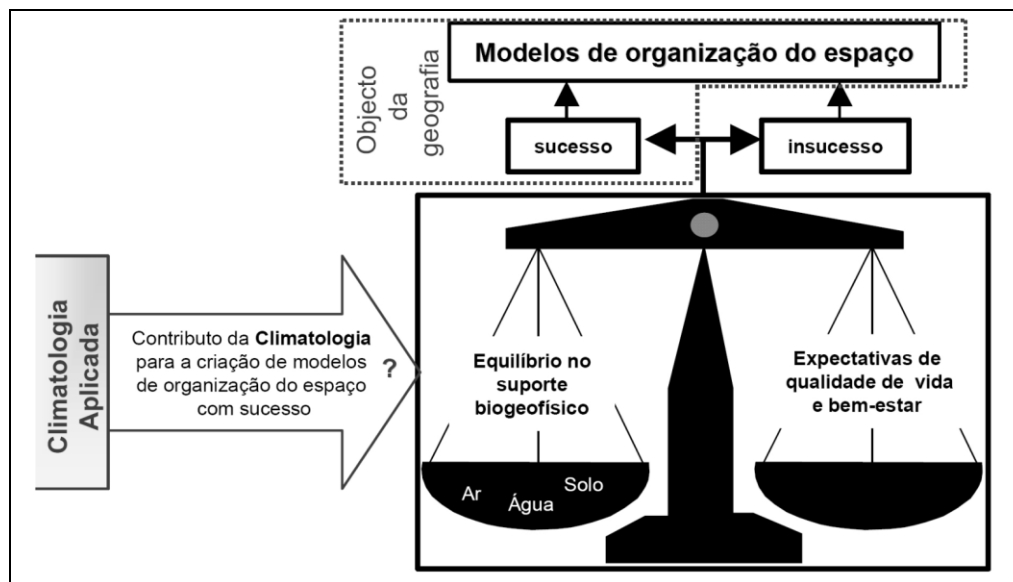 Modelos de organização do espaço
Objecto
da
geografia
sucesso
insucesso
Climatologia
Aplicada
Contributo da Climatologia
para a criação de modelos
de organização do espaço
com sucesso
?
Equilíbrio no
suporte
biogeofísico
Expectativas de
qualidade de vida
e bem-estar
Ar
Água
Solo